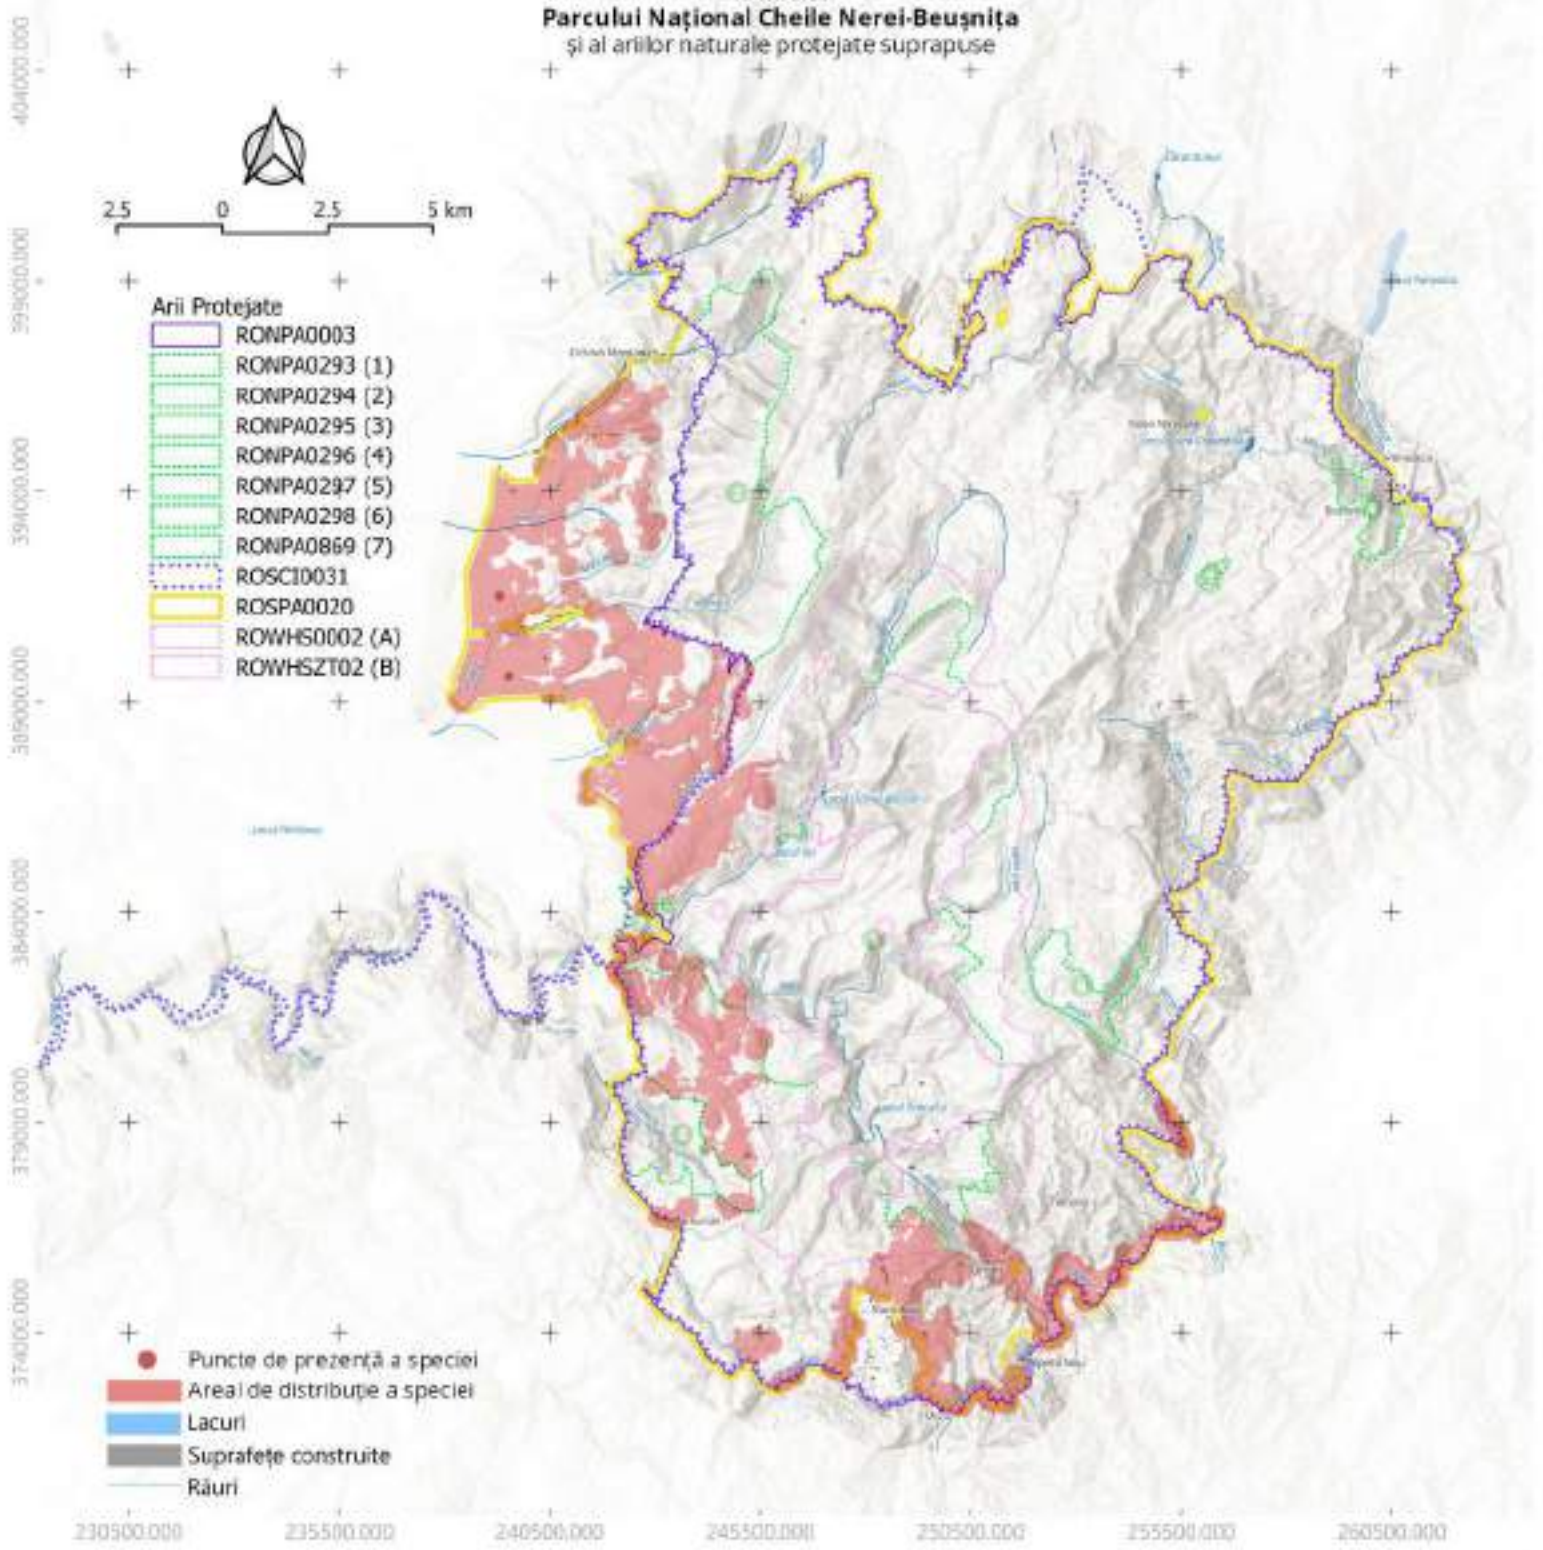 Parcului Național Cheile Nerei-Beușnița
și al ariilor naturale protejate suprapuse
404000.000
399000.000
394000.000
389000.000
384000.000
379000.000
374000.000
2.5 0 2.5 5 km
Arii Protejate
RONPA0003
RONPA0293 (1)
RONPA0294 (2)
RONPA0295 (3)
RONPA0296 (4)
RONPA0297 (5)
RONPA0298 (6)
RONPA0869 (7)
ROSCI0031
ROSPA0020
ROWHS0002 (A)
ROWHSZT02 (B)
Puncte de prezență a speciei
Areal de distribuție a speciei
Lacuri
Suprafețe construite
Râuri
230500.000 235500.000 240500.000 245500.000 250500.000 255500.000 260500.000